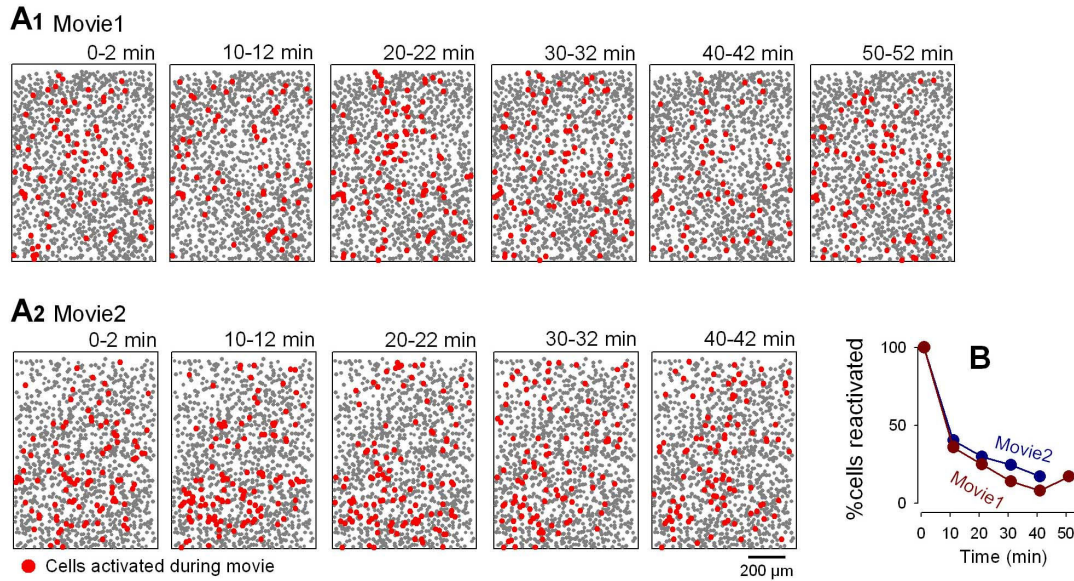 A1 Movie1
0-2 min 10-12 min 20-22 min 30-32 min 40-42 min 50-52 min
A2 Movie2
0-2 min 10-12 min 20-22 min 30-32 min 40-42 min
B
%cells reactivated
100
50
0
Movie2
Movie1
0 10 20 30 40 50
Time (min)
Cells activated during movie
200 µm